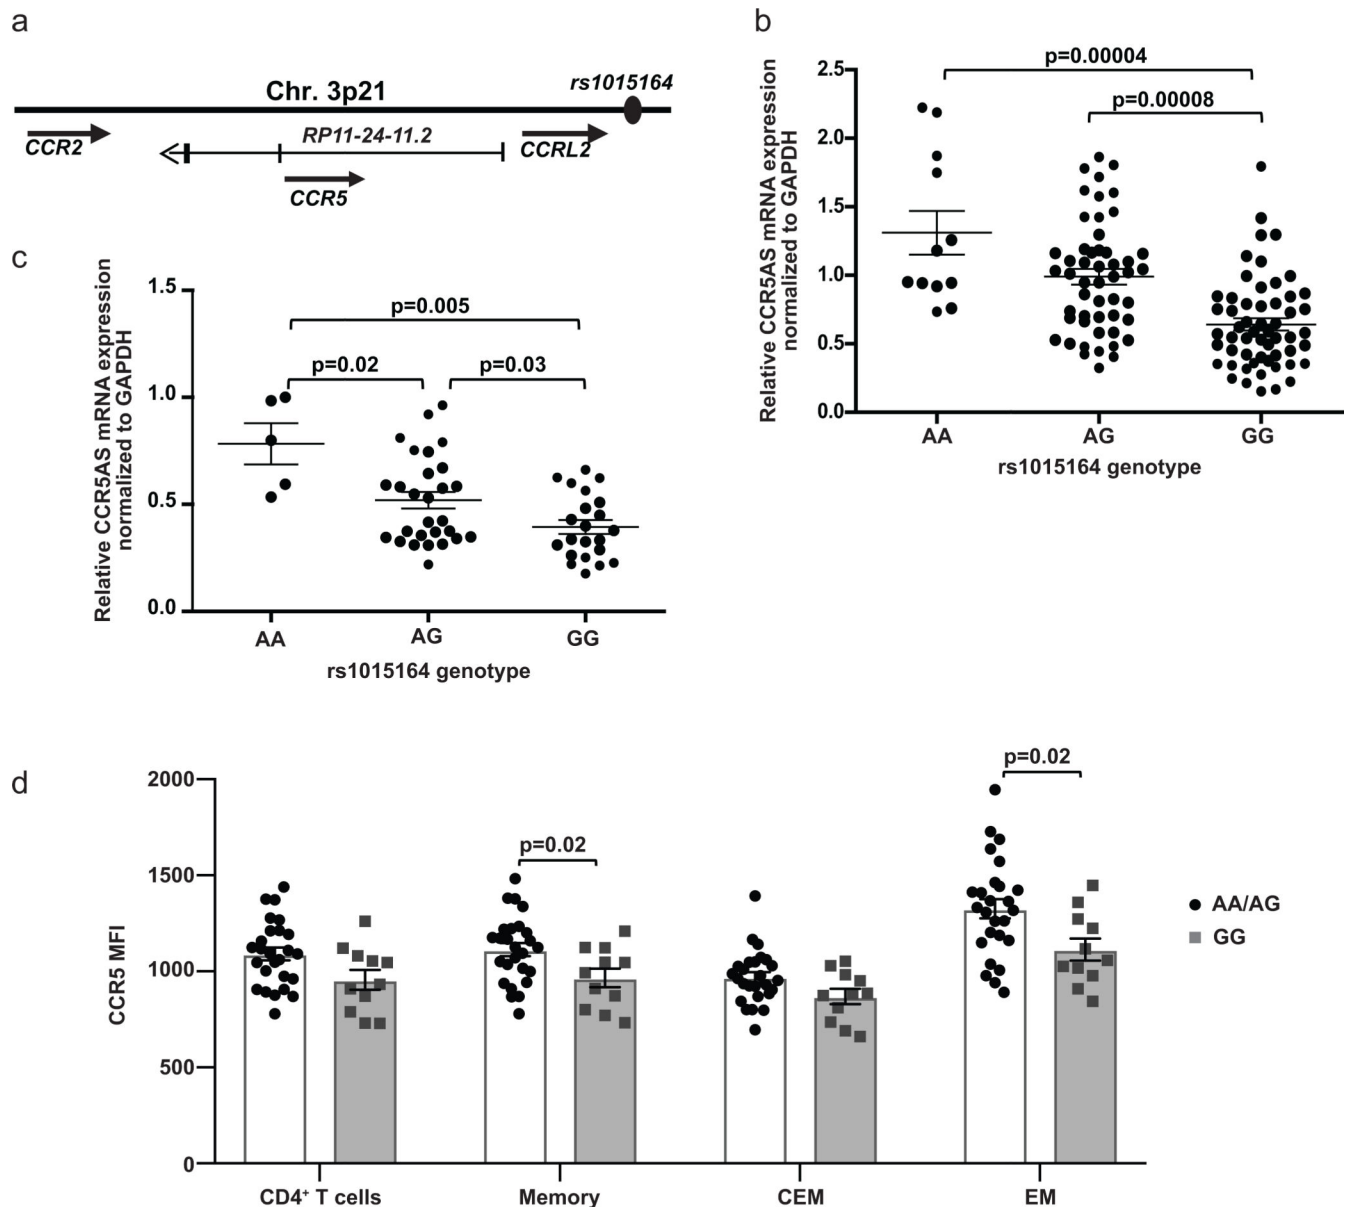 a
Chr. 3p21
rs1015164
CCR2
RP11-24-11.2
CCRL2
CCR5
b
Relative CCR5AS mRNA expression
normalized to GAPDH
p=0.00004
p=0.00008
2.5
2.0
1.5
1.0
0.5
0.0
AA
AG
GG
rs1015164 genotype
c
Relative CCR5AS mRNA expression
normalized to GAPDH
p=0.005
p=0.02
p=0.03
1.5
1.0
0.5
0.0
AA
AG
GG
rs1015164 genotype
d
CCR5 MFI
2000
1500
1000
500
0
p=0.02
p=0.02
AA/AG
GG
CD4⁺ T cells
Memory
CEM
EM